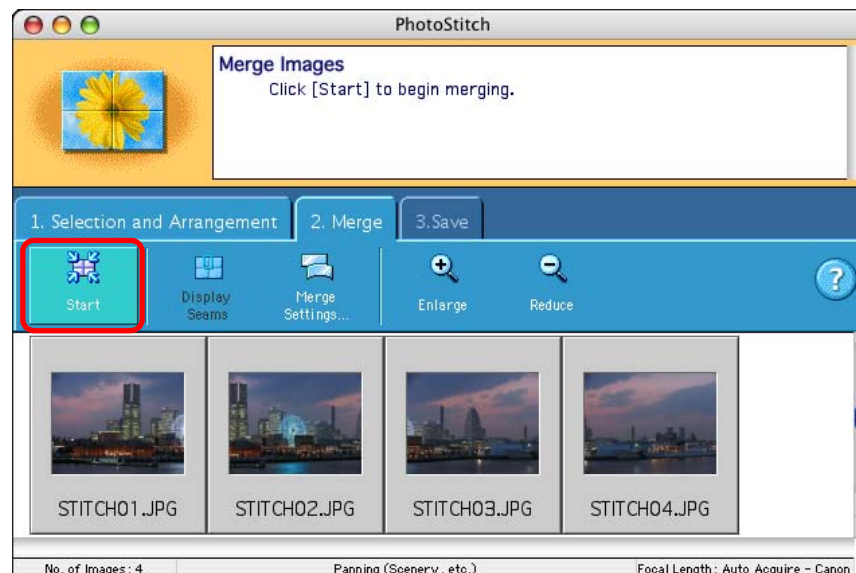 PhotoStitch
Merge Images
Click [Start] to begin merging.
1. Selection and Arrangement 2. Merge 3.Save
Start Display Seams Merge Settings... Enlarge Reduce ?
STITCH01.JPG STITCH02.JPG STITCH03.JPG STITCH04.JPG
No. of Images: 4 Panning (Scenery, etc.) Focal Length: Auto Acquire - Canon